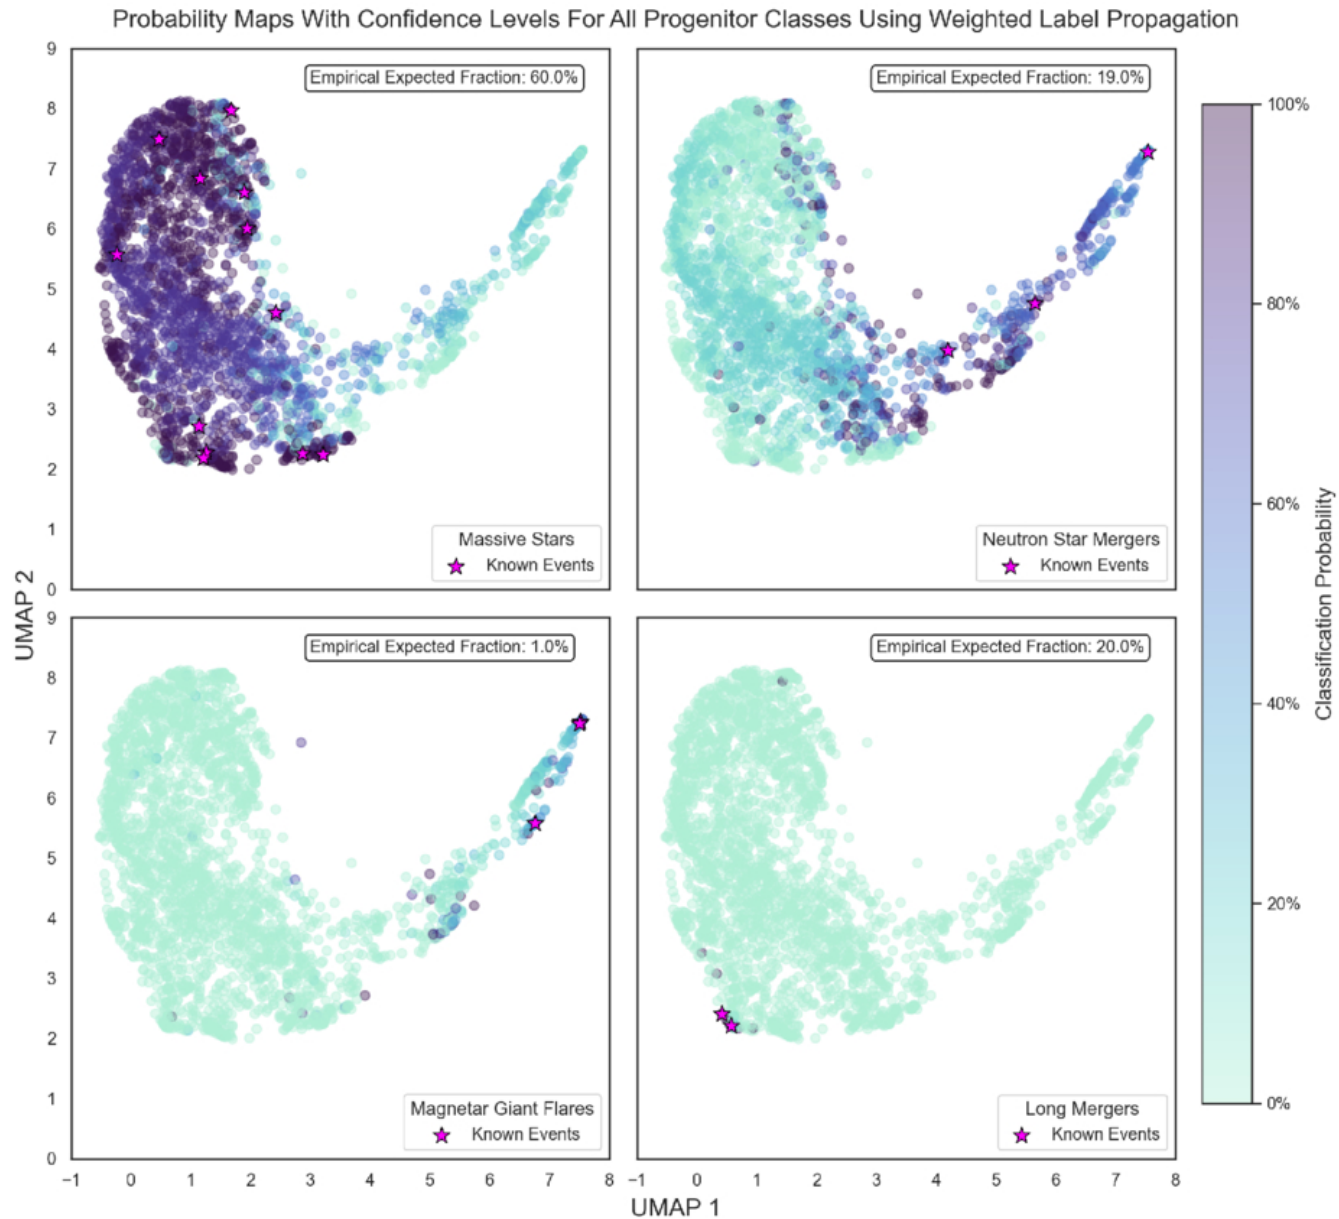 Probability Maps With Confidence Levels For All Progenitor Classes Using Weighted Label Propagation
9
8
7
6
5
4
3
2
1
0
Empirical Expected Fraction: 60.0%
Massive Stars
Known Events
Empirical Expected Fraction: 19.0%
Neutron Star Mergers
Known Events
UMAP 2
9
8
7
6
5
4
3
2
1
0
Empirical Expected Fraction: 1.0%
Magnetar Giant Flares
Known Events
−1 0 1 2 3 4 5 6 7 8
Empirical Expected Fraction: 20.0%
Long Mergers
Known Events
−1 0 1 2 3 4 5 6 7 8
UMAP 1
100%
80%
60%
40%
20%
0%
Classification Probability